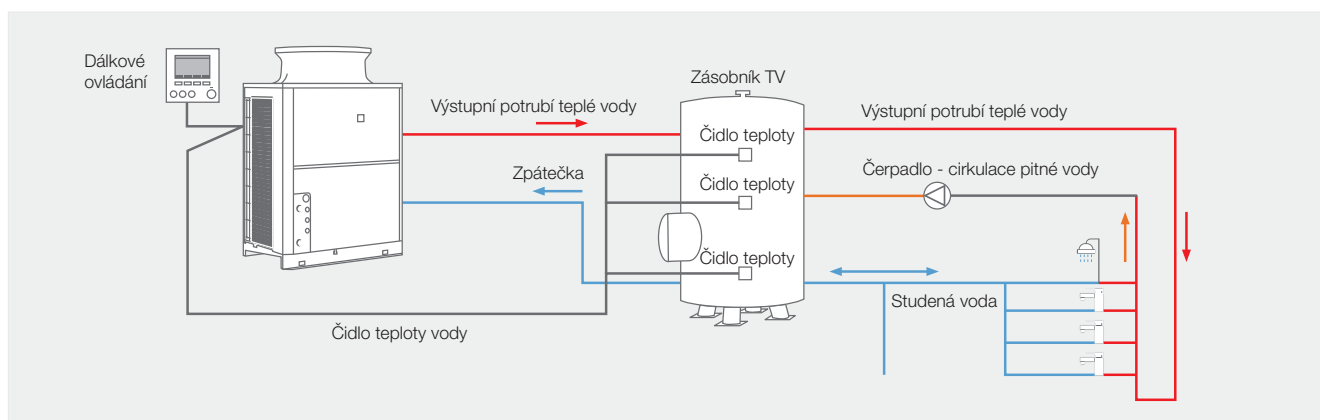 Dálkové
ovládání
Zásobník TV
Výstupní potrubí teplé vody
Výstupní potrubí teplé vody
Čidlo teploty
Zpátečka
Čidlo teploty
Čerpadlo - cirkulace pitné vody
Čidlo teploty
Studená voda
Čidlo teploty vody